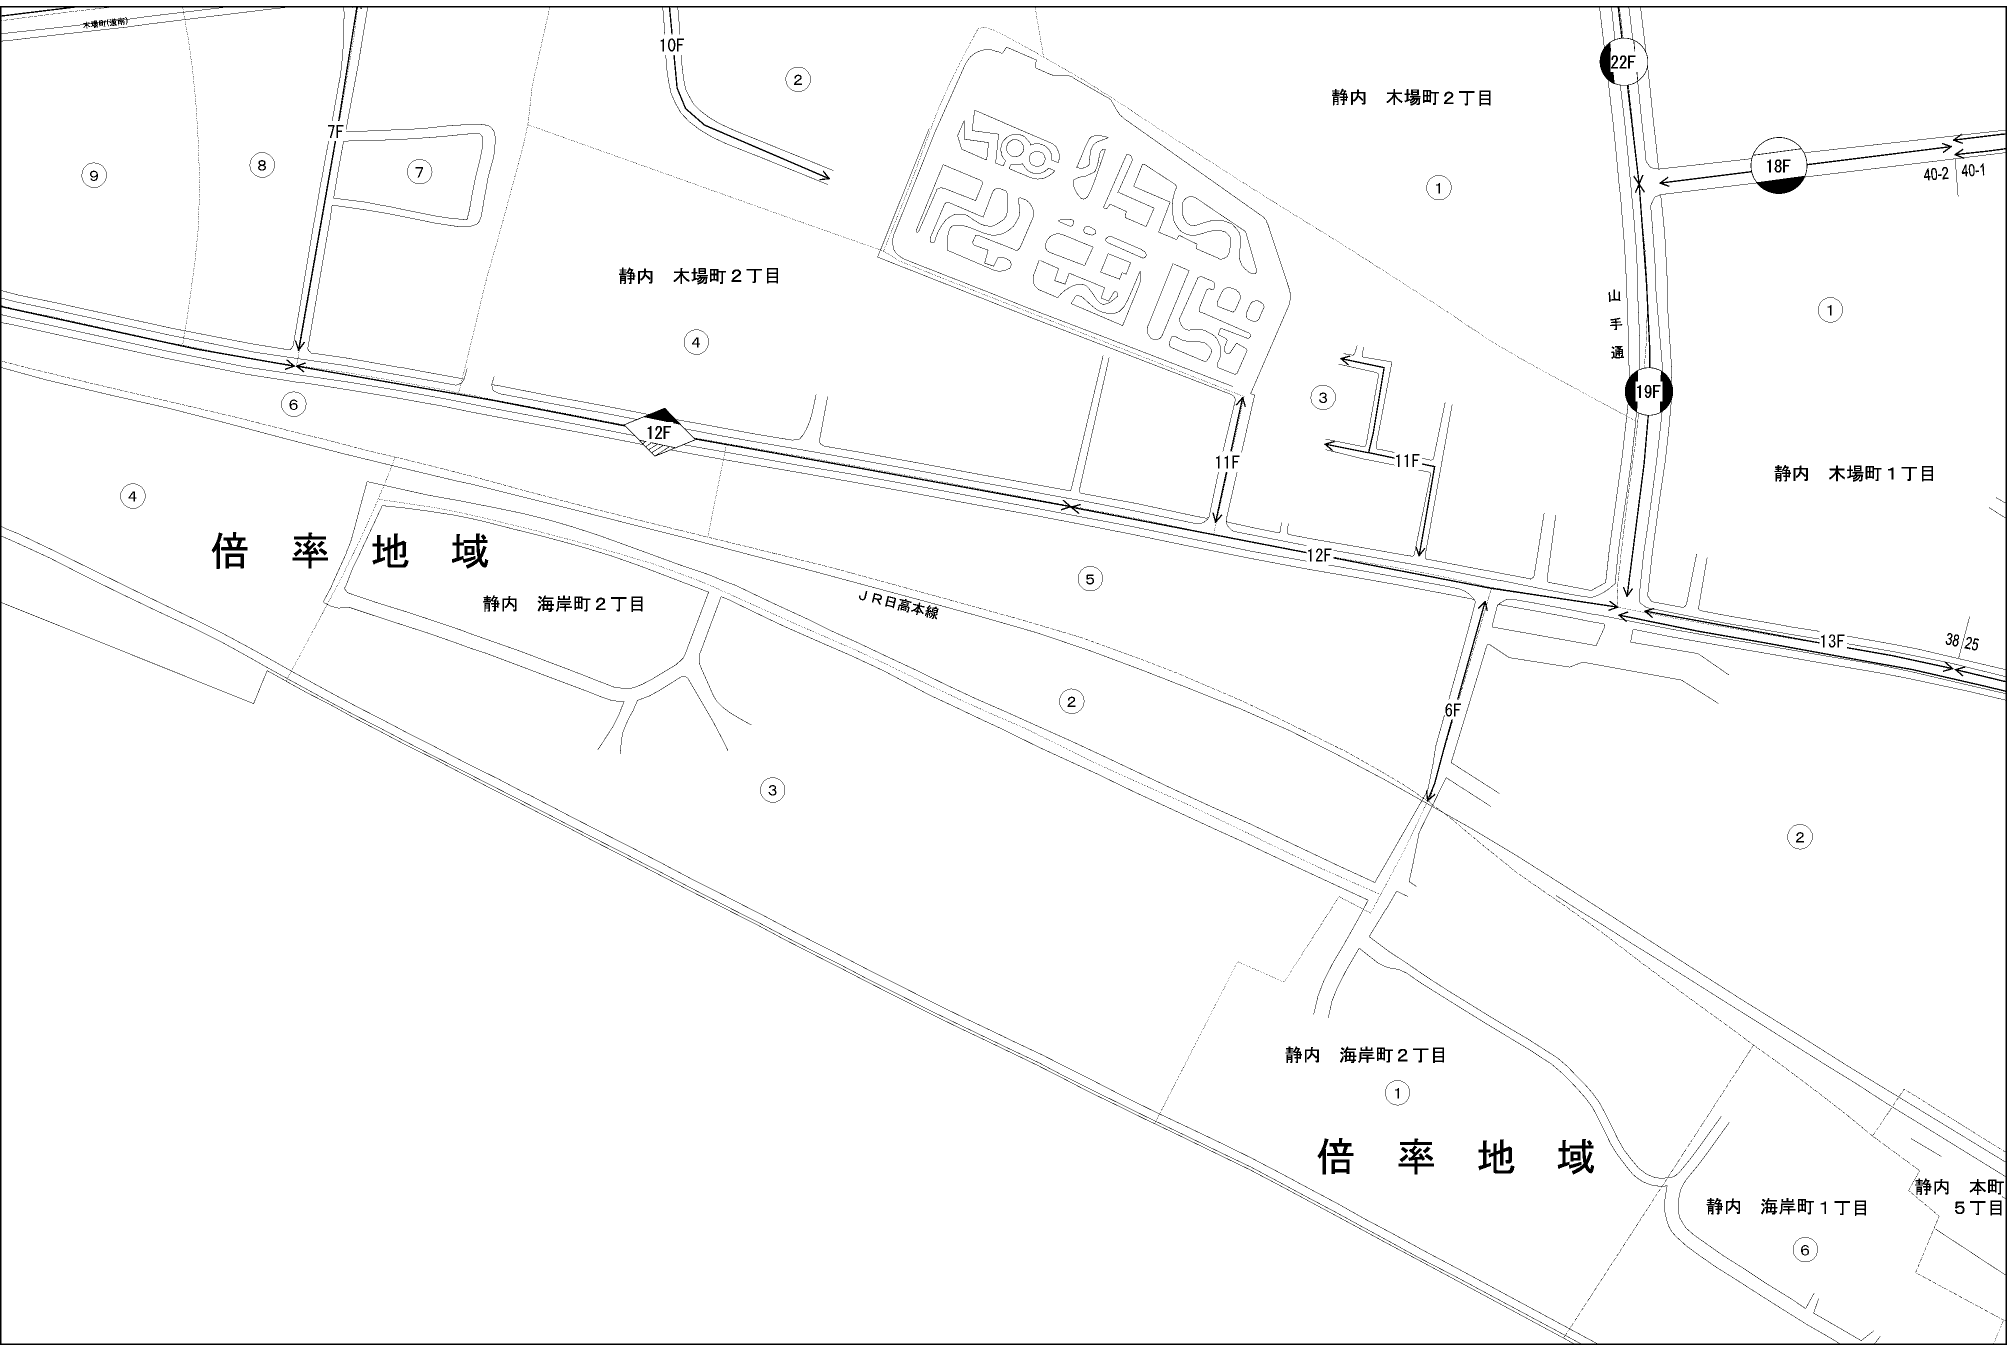 木場町(道南)
10F
22F
②
静内　木場町２丁目
7F
18F
⑨
⑧
⑦
①
40-2
40-1
静内　木場町２丁目
山手通
①
④
19F
③
⑥
12F
11F
11F
静内　木場町１丁目
④
倍率地域
12F
⑤
静内　海岸町２丁目
ＪＲ日高本線
13F
38
25
②
6F
③
②
静内　海岸町２丁目
①
倍率地域
静内　本町
５丁目
静内　海岸町１丁目
⑥